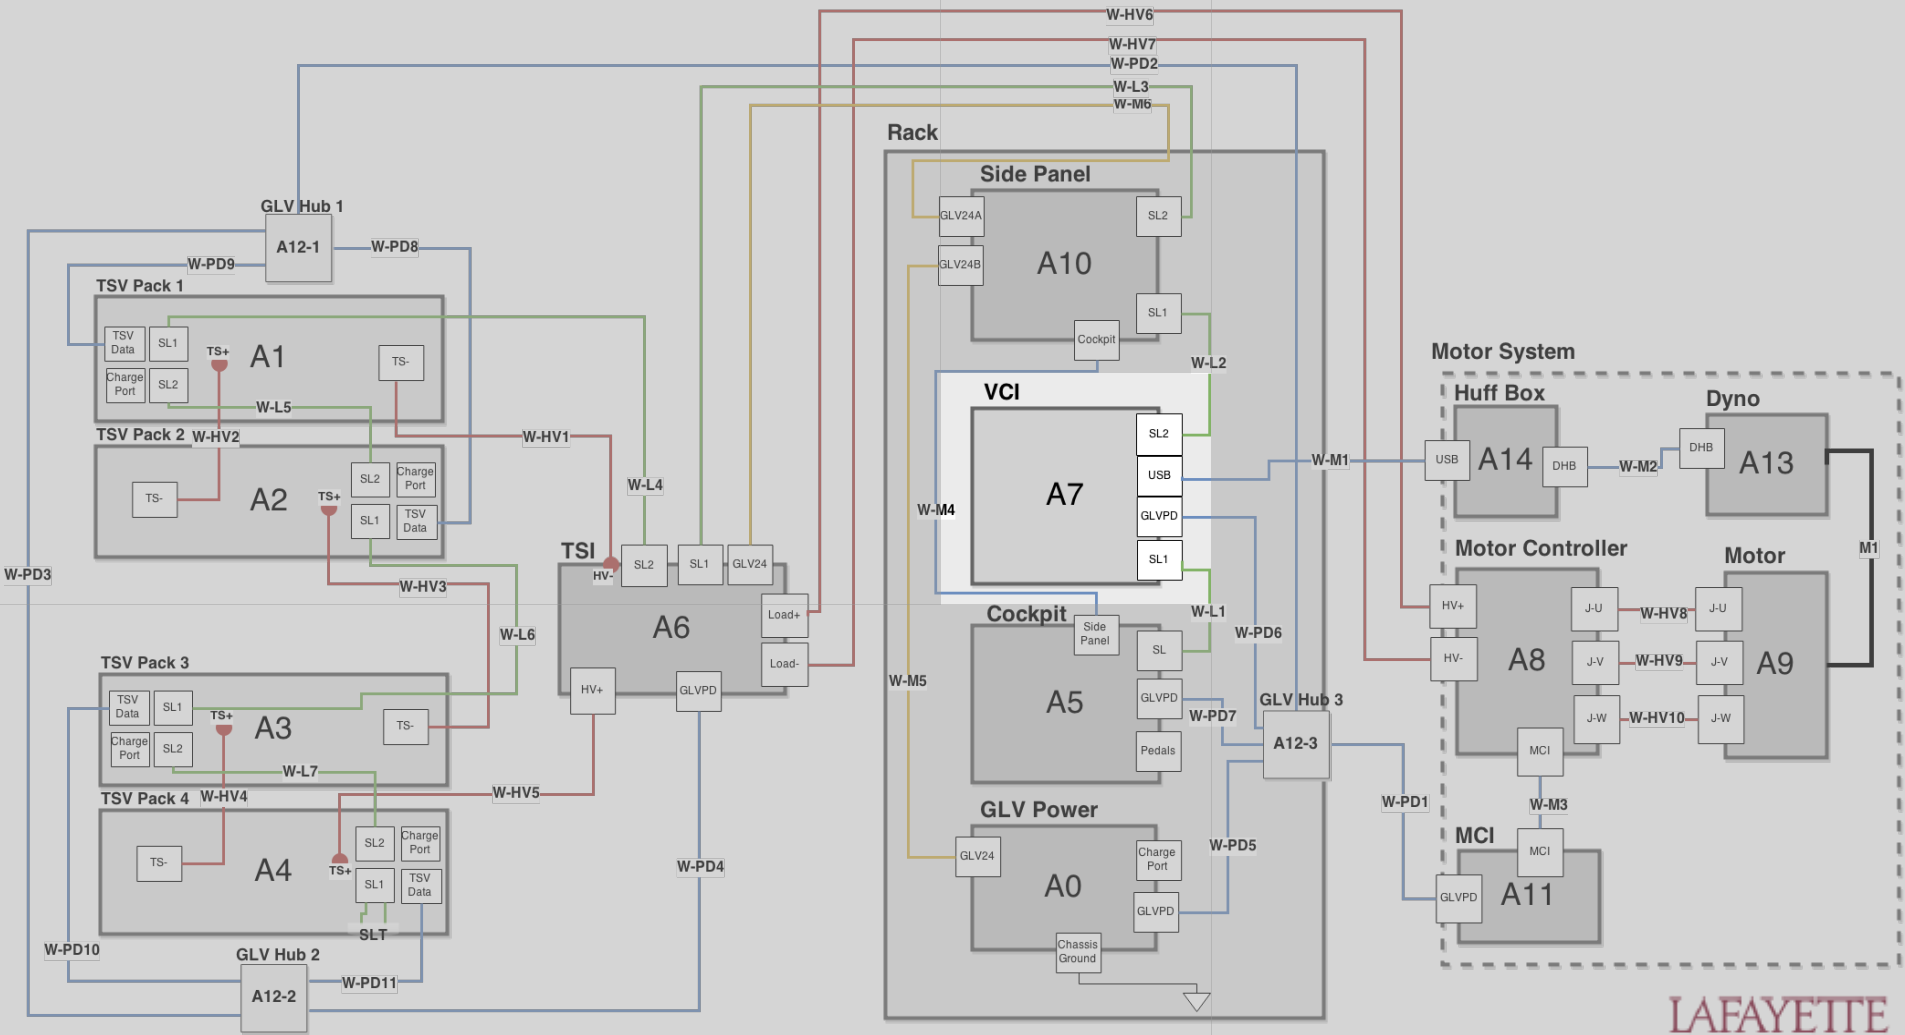 W-HV6
W-HV7
W-PD2
W-L3
W-M6
Rack
Side Panel
GLV24A
SL2
A10
GLV24B
SL1
Cockpit
W-L2
GLV Hub 1
A12-1
W-PD8
W-PD9
TSV Pack 1
TSV
Data
SL1
TS+
A1
TS-
Charge
Port
SL2
W-L5
TSV Pack 2
W-HV2
W-HV1
SL2
Charge
Port
TS-
A2
TS+
SL1
TSV
Data
W-L4
W-PD3
W-HV3
W-L6
TSI
HV-
SL2
SL1
GLV24
A6
Load+
Load-
HV+
GLVPD
VCI
SL2
USB
A7
GLVPD
SL1
W-M4
W-M1
W-L1
Cockpit
Side
Panel
SL
W-PD6
A5
GLVPD
W-PD7
Pedals
W-M5
GLV Hub 3
A12-3
GLV Power
GLV24
Charge
Port
A0
GLVPD
W-PD5
Chassis
Ground
TSV Pack 3
TSV
Data
SL1
TS+
A3
TS-
Charge
Port
SL2
W-L7
TSV Pack 4
W-HV4
W-HV5
SL2
Charge
Port
TS-
A4
TS+
SL1
TSV
Data
SLT
W-PD4
W-PD10
GLV Hub 2
A12-2
W-PD11
Motor System
Huff Box
Dyno
USB
A14
DHB
W-M2
DHB
A13
M1
Motor Controller
Motor
HV+
HV-
A8
J-U
W-HV8
J-U
J-V
W-HV9
J-V
A9
J-W
W-HV10
J-W
MCI
W-PD1
W-M3
MCI
MCI
GLVPD
A11
LAFAYETTE